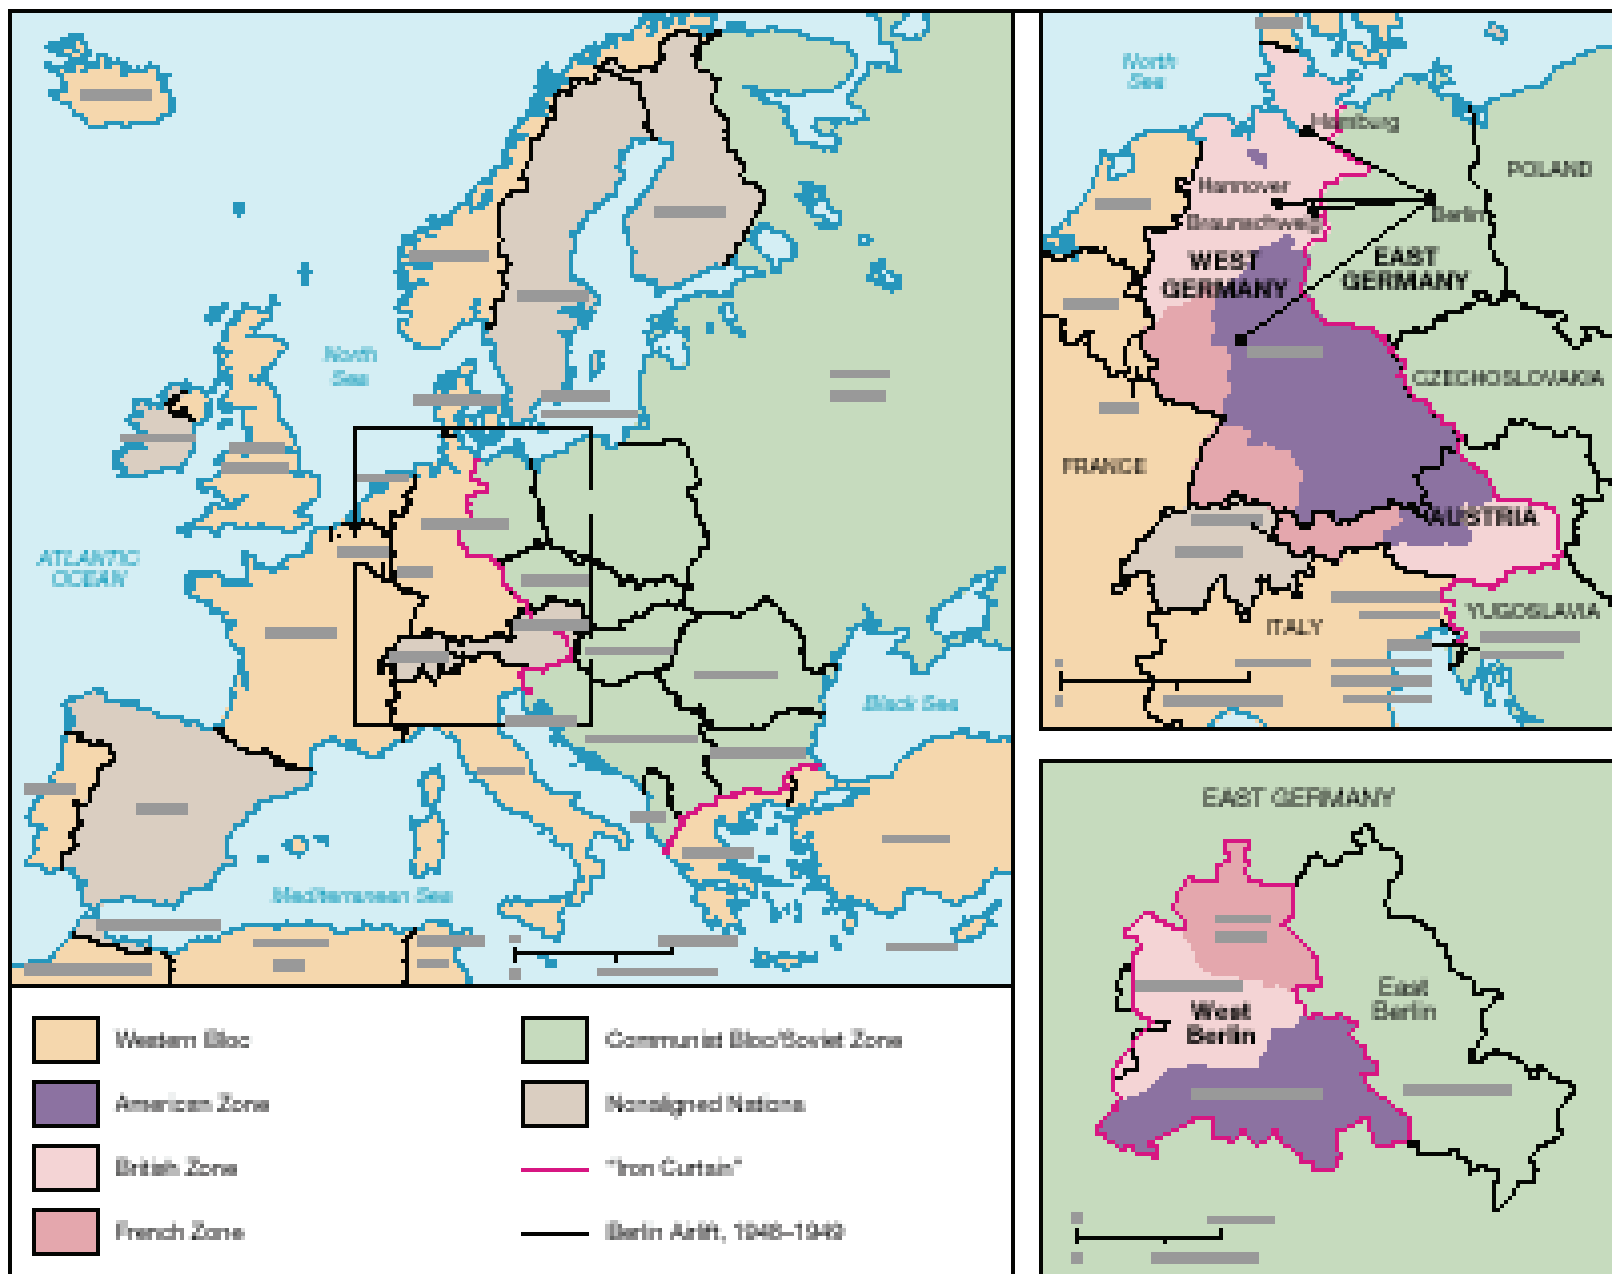 North
Sea
ATLANTIC
OCEAN
Black Sea
Mediterranean Sea
Western Bloc
American Zone
British Zone
French Zone
Communist Bloc/Soviet Zone
Nonaligned Nations
"Iron Curtain"
Berlin Airlift, 1948–1949
North
Sea
Hamburg
POLAND
Hannover
Berlin
Braunschweig
WEST
GERMANY
EAST
GERMANY
CZECHOSLOVAKIA
FRANCE
AUSTRIA
YUGOSLAVIA
ITALY
EAST GERMANY
East
Berlin
West
Berlin